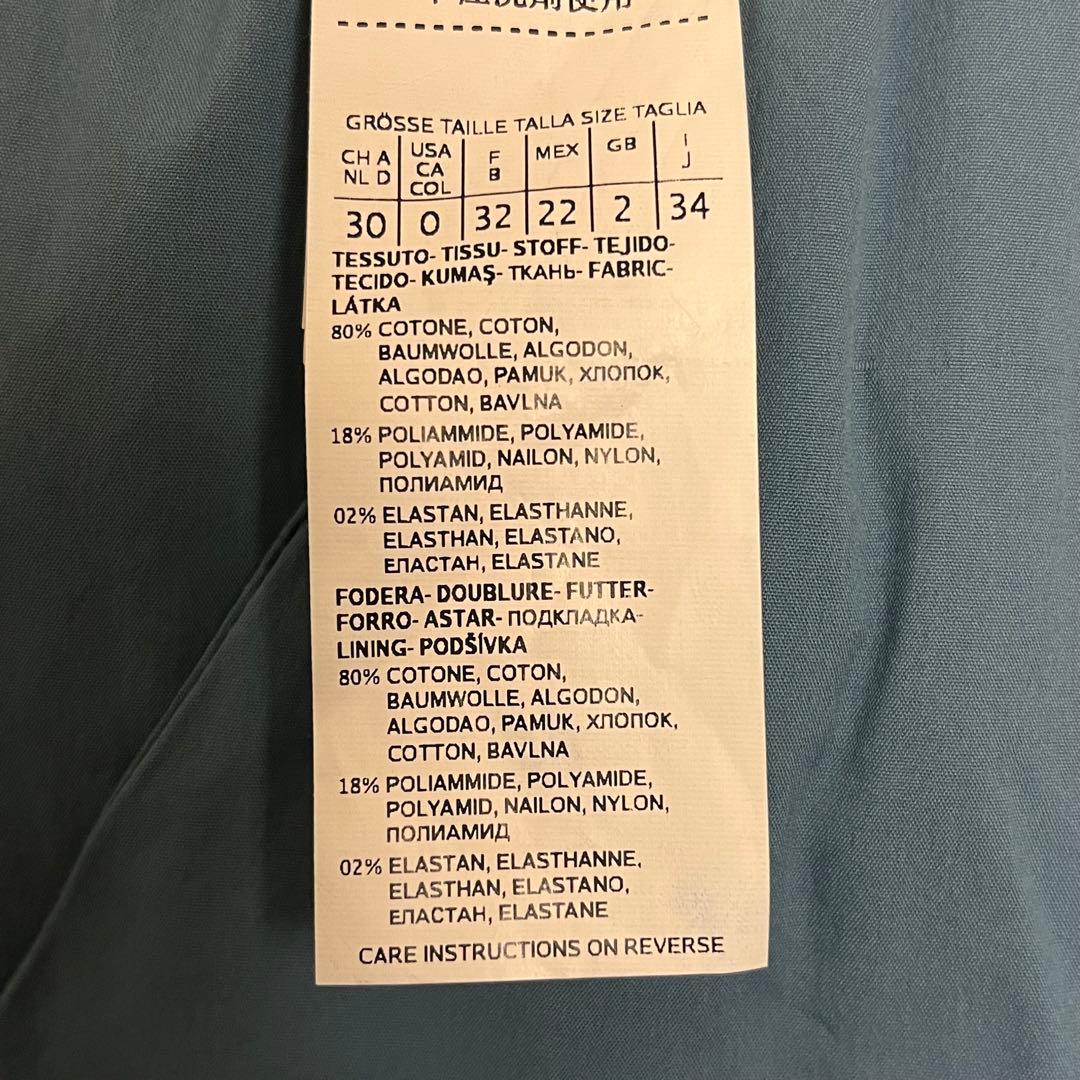 GRÖSSE TAILLE TALLA SIZE TAGLIA
CH A NL D | USA CA COL | F B | MEX | GB | I J
30 | 0 | 32 | 22 | 2 | 34
TESSUTO- TISSU- STOFF- TEJIDO-
TECIDO- KUMAŞ- ТКАНЬ- FABRIC-
LÁTKA
80% COTONE, COTON,
BAUMWOLLE, ALGODON,
ALGODAO, PAMUK, ХЛОПОК,
COTTON, BAVLNA
18% POLIAMMIDE, POLYAMIDE,
POLYAMID, NAILON, NYLON,
ПОЛИАМИД
02% ELASTAN, ELASTHANNE,
ELASTHAN, ELASTANO,
ЕЛАСТАН, ELASTANE
FODERA- DOUBLURE- FUTTER-
FORRO- ASTAR- ПОДКЛАДКА-
LINING- PODŠÍVKA
80% COTONE, COTON,
BAUMWOLLE, ALGODON,
ALGODAO, PAMUK, ХЛОПОК,
COTTON, BAVLNA
18% POLIAMMIDE, POLYAMIDE,
POLYAMID, NAILON, NYLON,
ПОЛИАМИД
02% ELASTAN, ELASTHANNE,
ELASTHAN, ELASTANO,
ЕЛАСТАН, ELASTANE
CARE INSTRUCTIONS ON REVERSE